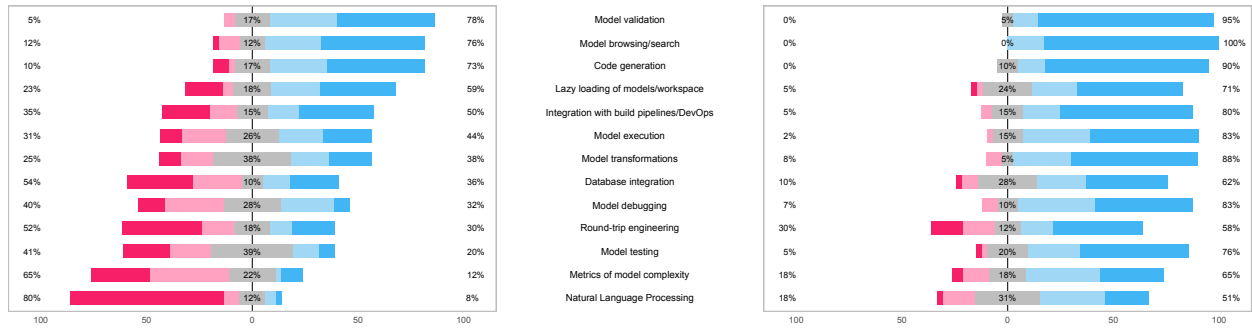 5% 17% 78% Model validation 0% 5% 95%
12% 12% 76% Model browsing/search 0% 0% 100%
10% 17% 73% Code generation 0% 10% 90%
23% 18% 59% Lazy loading of models/workspace 5% 24% 71%
35% 15% 50% Integration with build pipelines/DevOps 5% 15% 80%
31% 26% 44% Model execution 2% 15% 83%
25% 38% 38% Model transformations 8% 5% 88%
54% 10% 36% Database integration 10% 28% 62%
40% 28% 32% Model debugging 7% 10% 83%
52% 18% 30% Round-trip engineering 30% 12% 58%
41% 39% 20% Model testing 5% 20% 76%
65% 22% 12% Metrics of model complexity 18% 18% 65%
80% 12% 8% Natural Language Processing 18% 31% 51%
100 50 0 50 100 100 50 0 50 100